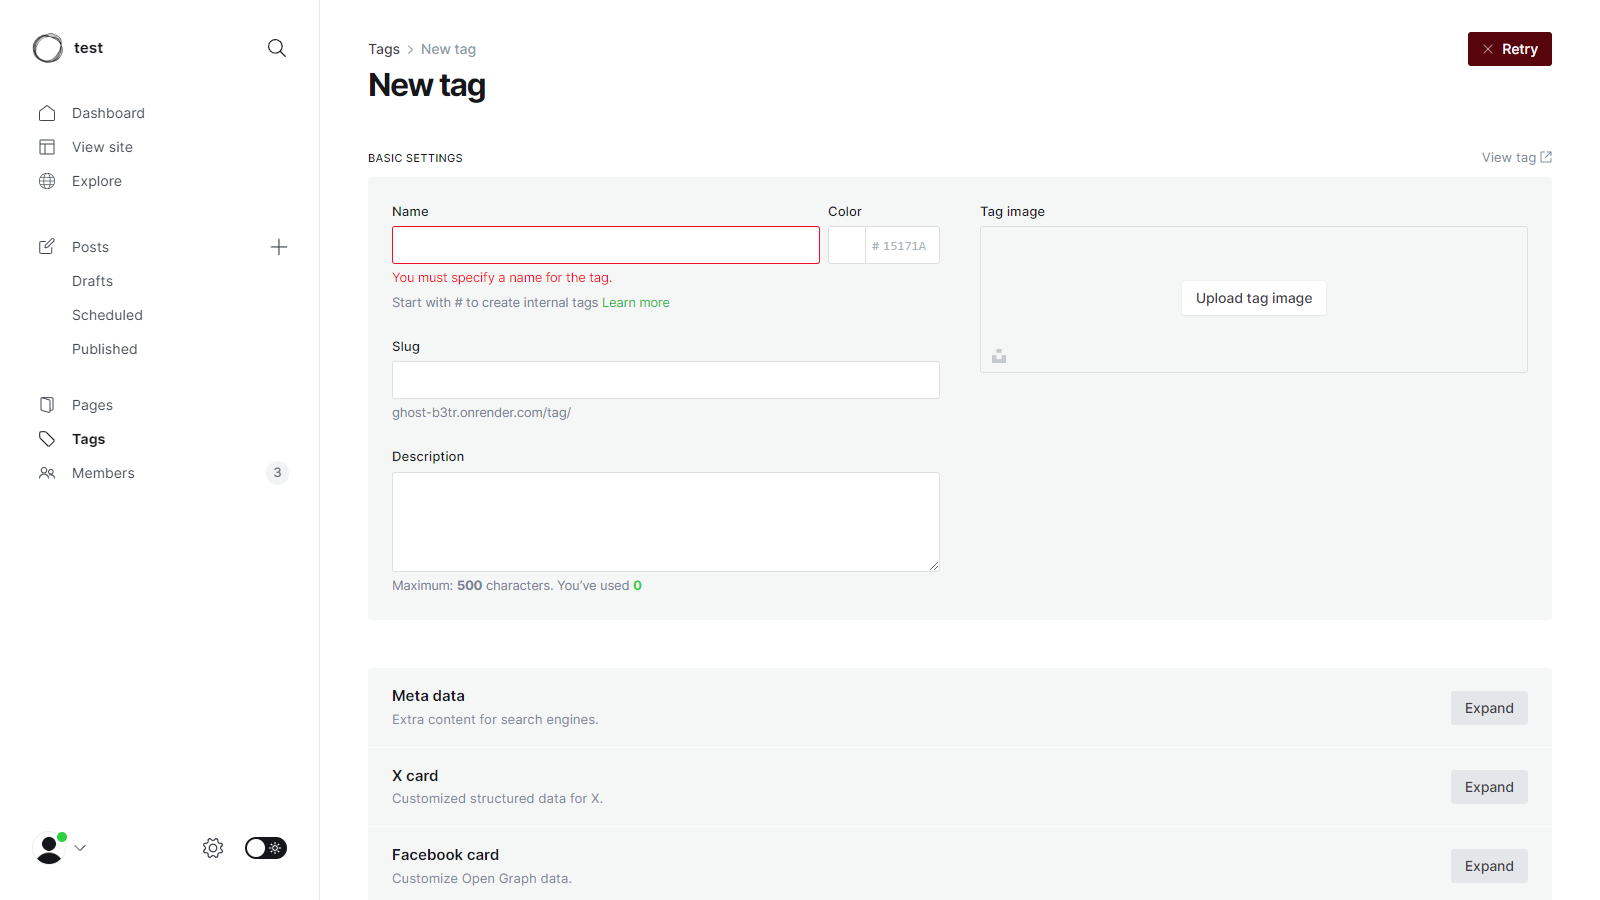 test
Dashboard
View site
Explore
Posts
Drafts
Scheduled
Published
Pages
Tags
Members 3
Tags > New tag
New tag
Retry
BASIC SETTINGS
View tag
Name
Color
# 15171A
You must specify a name for the tag.
Start with # to create internal tags Learn more
Slug
ghost-b3tr.onrender.com/tag/
Description
Maximum: 500 characters. You’ve used 0
Tag image
Upload tag image
Meta data
Extra content for search engines.
Expand
X card
Customized structured data for X.
Expand
Facebook card
Customize Open Graph data.
Expand